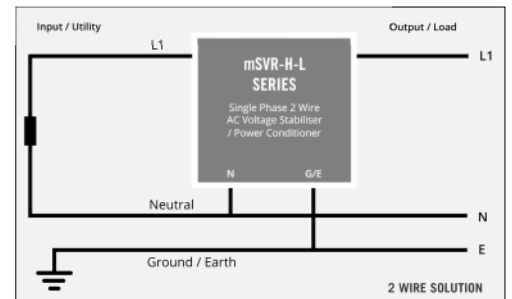 Input / Utility
Output / Load
L1
L1
mSVR-H-L
SERIES
Single Phase 2 Wire
AC Voltage Stabiliser
/ Power Conditioner
N
G/E
Neutral
N
E
Ground / Earth
2 WIRE SOLUTION